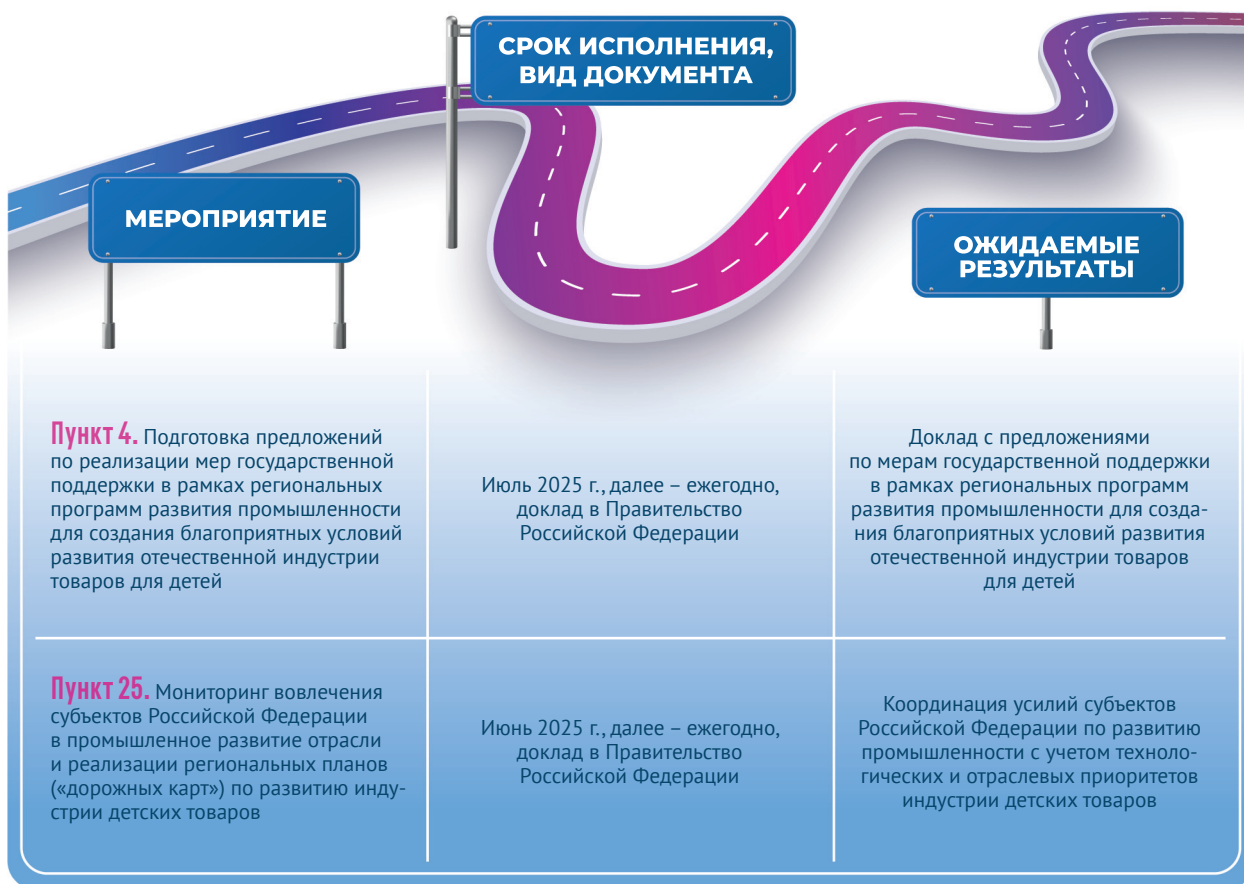 СРОК ИСПОЛНЕНИЯ,
ВИД ДОКУМЕНТА
МЕРОПРИЯТИЕ
ОЖИДАЕМЫЕ
РЕЗУЛЬТАТЫ
Пункт 4. Подготовка предложений
по реализации мер государственной
поддержки в рамках региональных
программ развития промышленности
для создания благоприятных условий
развития отечественной индустрии
товаров для детей
Июль 2025 г., далее – ежегодно,
доклад в Правительство
Российской Федерации
Доклад с предложениями
по мерам государственной поддержки
в рамках региональных программ
развития промышленности для созда-
ния благоприятных условий развития
отечественной индустрии товаров
для детей
Пункт 25. Мониторинг вовлечения
субъектов Российской Федерации
в промышленное развитие отрасли
и реализации региональных планов
(«дорожных карт») по развитию инду-
стрии детских товаров
Июнь 2025 г., далее – ежегодно,
доклад в Правительство
Российской Федерации
Координация усилий субъектов
Российской Федерации по развитию
промышленности с учетом техноло-
гических и отраслевых приоритетов
индустрии детских товаров